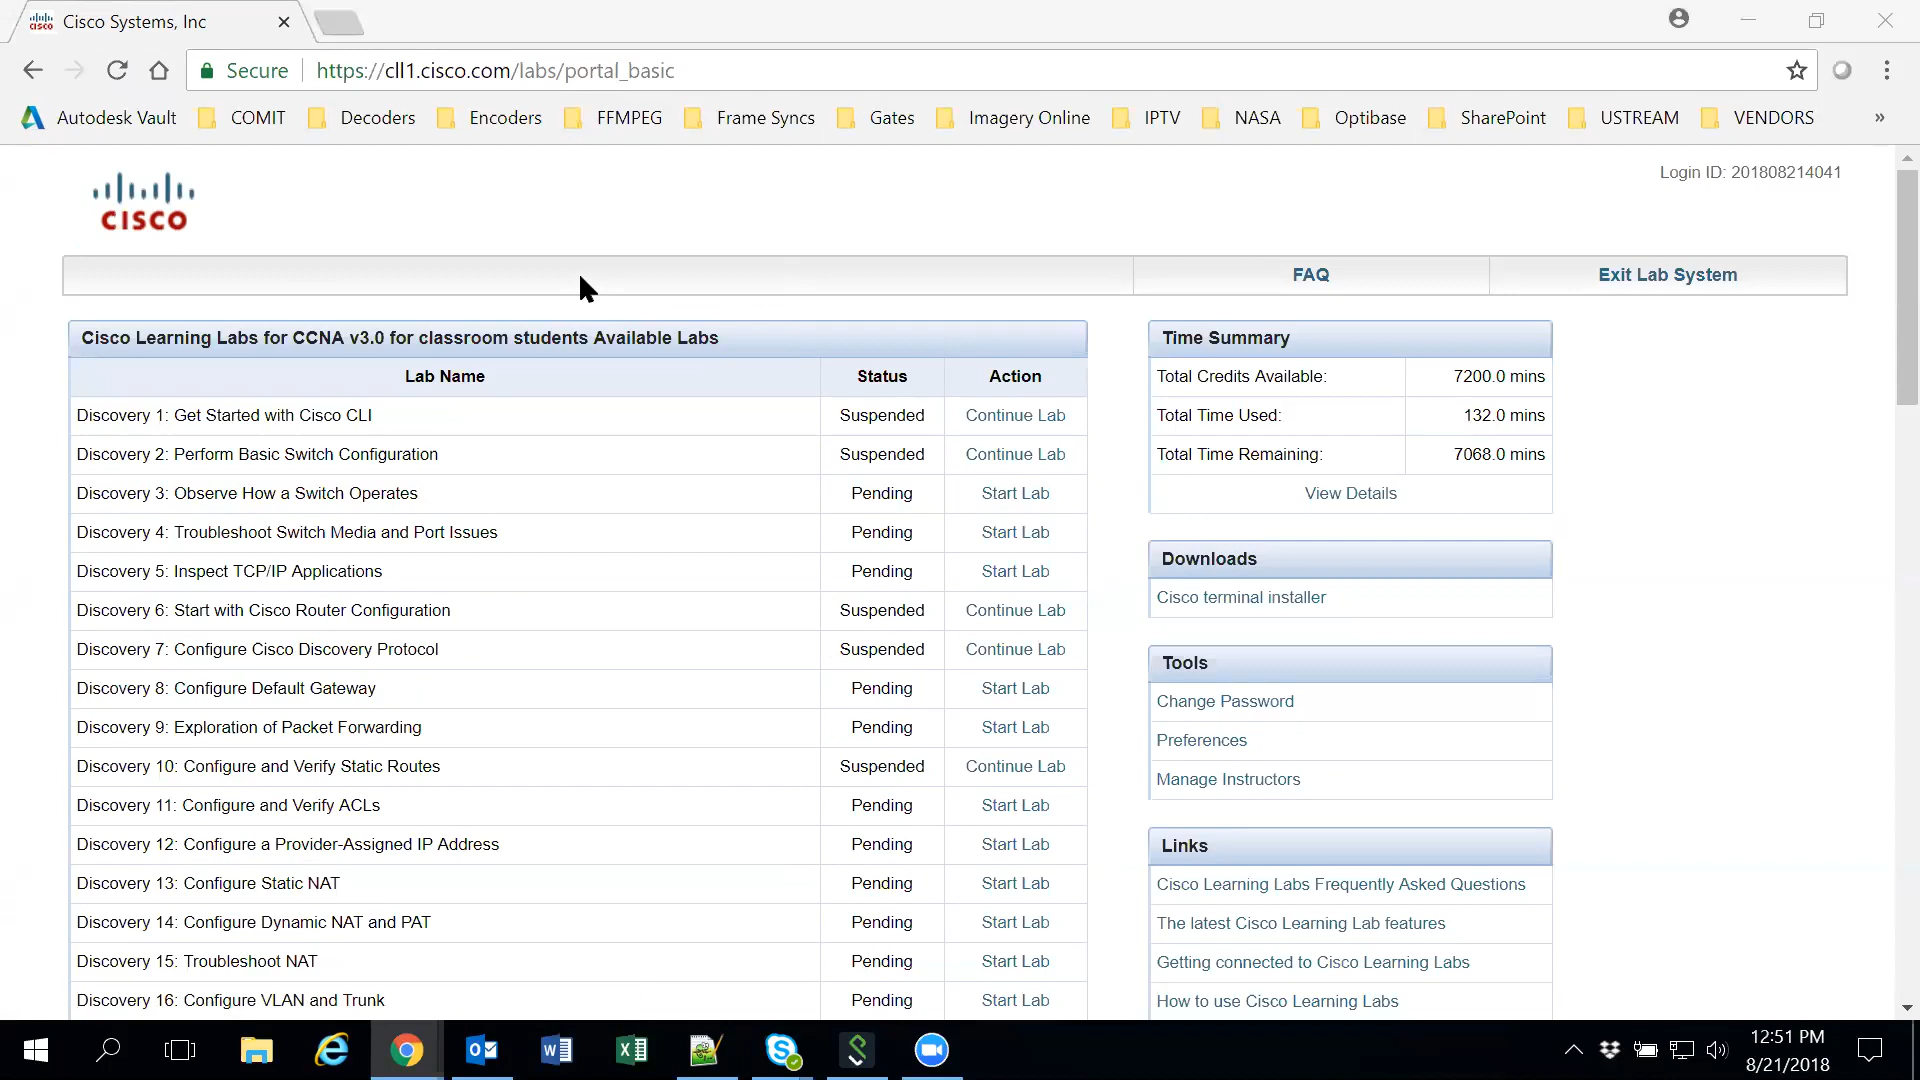 Cisco Systems, Inc
Secure
https://cll1.cisco.com/labs/portal_basic
Autodesk Vault COMIT Decoders Encoders FFMPEG Frame Syncs Gates Imagery Online IPTV NASA Optibase SharePoint USTREAM VENDORS »
CISCO
Login ID: 201808214041
FAQ Exit Lab System
Cisco Learning Labs for CCNA v3.0 for classroom students Available Labs
Lab Name Status Action
Discovery 1: Get Started with Cisco CLI Suspended Continue Lab
Discovery 2: Perform Basic Switch Configuration Suspended Continue Lab
Discovery 3: Observe How a Switch Operates Pending Start Lab
Discovery 4: Troubleshoot Switch Media and Port Issues Pending Start Lab
Discovery 5: Inspect TCP/IP Applications Pending Start Lab
Discovery 6: Start with Cisco Router Configuration Suspended Continue Lab
Discovery 7: Configure Cisco Discovery Protocol Suspended Continue Lab
Discovery 8: Configure Default Gateway Pending Start Lab
Discovery 9: Exploration of Packet Forwarding Pending Start Lab
Discovery 10: Configure and Verify Static Routes Suspended Continue Lab
Discovery 11: Configure and Verify ACLs Pending Start Lab
Discovery 12: Configure a Provider-Assigned IP Address Pending Start Lab
Discovery 13: Configure Static NAT Pending Start Lab
Discovery 14: Configure Dynamic NAT and PAT Pending Start Lab
Discovery 15: Troubleshoot NAT Pending Start Lab
Discovery 16: Configure VLAN and Trunk Pending Start Lab
Time Summary
Total Credits Available: 7200.0 mins
Total Time Used: 132.0 mins
Total Time Remaining: 7068.0 mins
View Details
Downloads
Cisco terminal installer
Tools
Change Password
Preferences
Manage Instructors
Links
Cisco Learning Labs Frequently Asked Questions
The latest Cisco Learning Lab features
Getting connected to Cisco Learning Labs
How to use Cisco Learning Labs
12:51 PM
8/21/2018